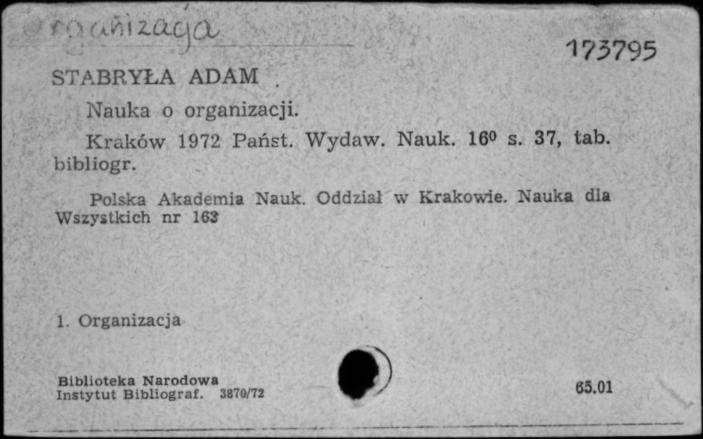 Organizacja
173795
STABRYŁA ADAM
Nauka o organizacji.
Kraków 1972 Państ. Wydaw. Nauk. 16⁰ s. 37, tab.
bibliogr.
Polska Akademia Nauk. Oddział w Krakowie. Nauka dla
Wszystkich nr 163
1. Organizacja
Biblioteka Narodowa
Instytut Bibliograf. 3870/72
65.01